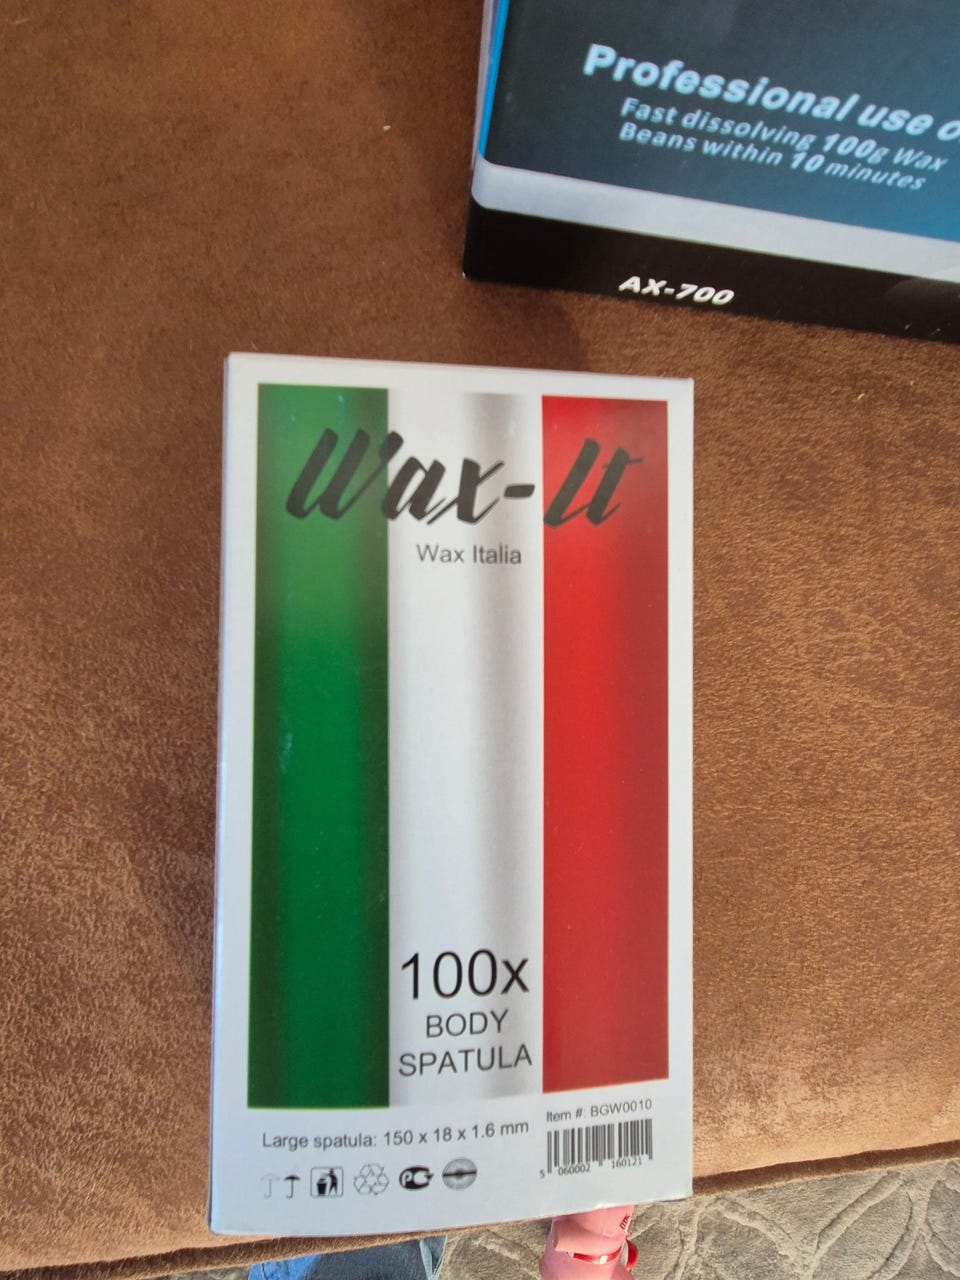 Professional use
Fast dissolving 100g Wax
Beans within 10 minutes
AX-700
Wax-It
Wax Italia
100x
BODY
SPATULA
Item #: BGW0010
Large spatula: 150 x 18 x 1.6 mm
5 060002 160121